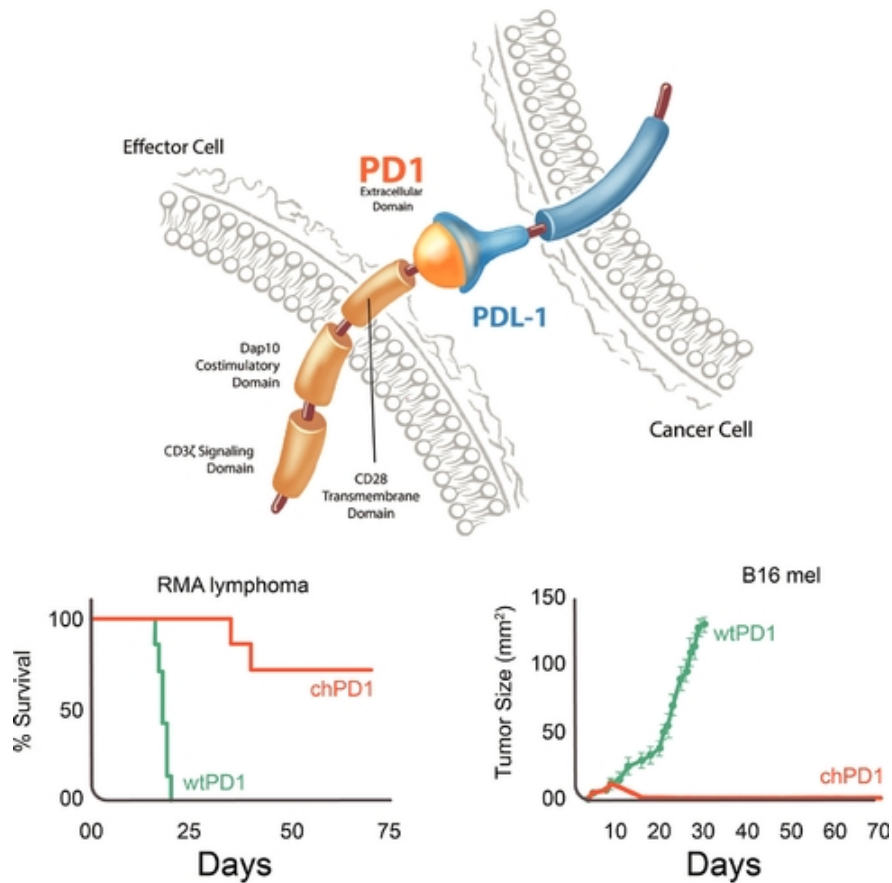 Effector Cell
PD1
Extracellular
Domain
PDL-1
Dap10
Costimulatory
Domain
Cancer Cell
CD3ζ Signaling
Domain
CD28
Transmembrane
Domain
RMA lymphoma
% Survival
100
50
00
chPD1
wtPD1
00 25 50 75
Days
B16 mel
Tumor Size (mm²)
150
100
50
00
wtPD1
chPD1
10 20 30 40 50 60 70
Days